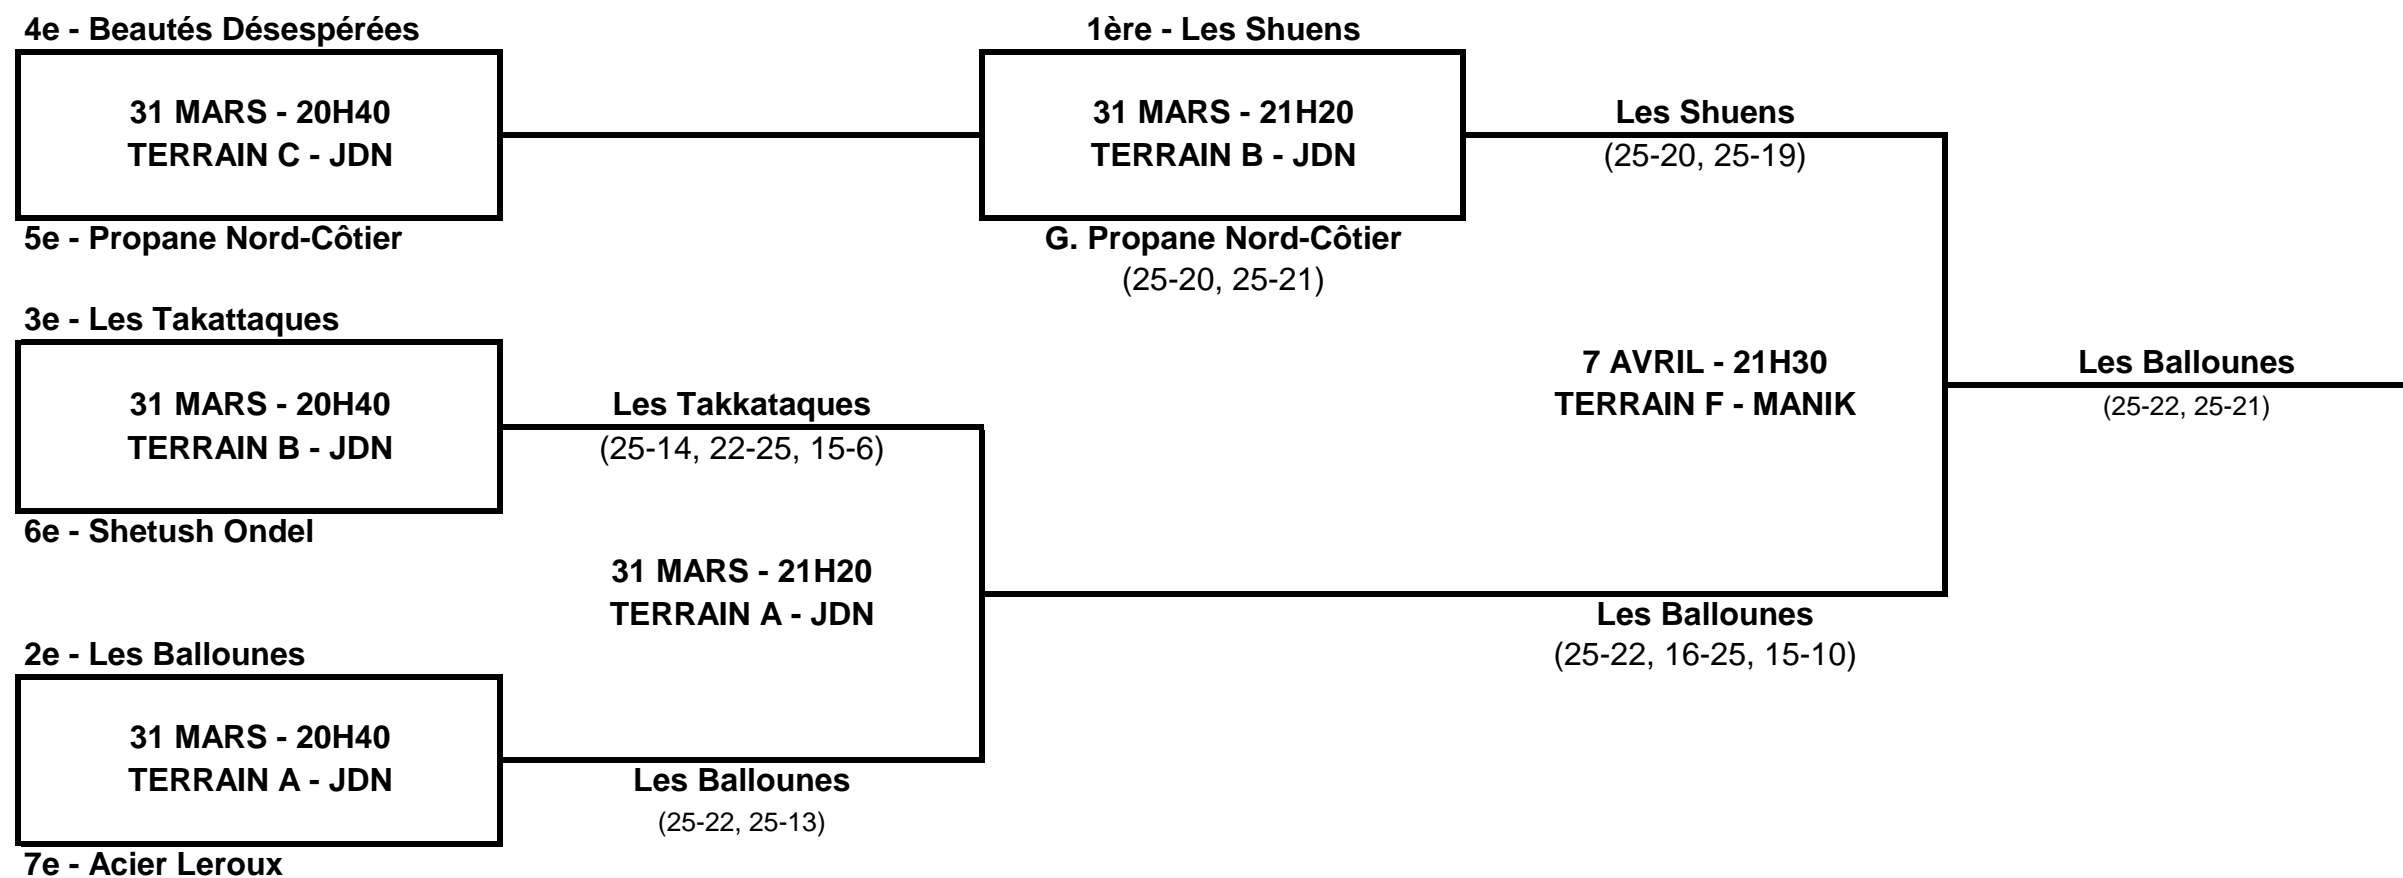 4e - Beautés Désespérées
1ère - Les Shuens
31 MARS - 20H40
TERRAIN C - JDN
31 MARS - 21H20
TERRAIN B - JDN
Les Shuens
(25-20, 25-19)
5e - Propane Nord-Côtier
G. Propane Nord-Côtier
(25-20, 25-21)
3e - Les Takattaques
31 MARS - 20H40
TERRAIN B - JDN
Les Takkataques
(25-14, 22-25, 15-6)
7 AVRIL - 21H30
TERRAIN F - MANIK
Les Ballounes
(25-22, 25-21)
6e - Shetush Ondel
31 MARS - 21H20
TERRAIN A - JDN
Les Ballounes
(25-22, 16-25, 15-10)
2e - Les Ballounes
31 MARS - 20H40
TERRAIN A - JDN
Les Ballounes
(25-22, 25-13)
7e - Acier Leroux